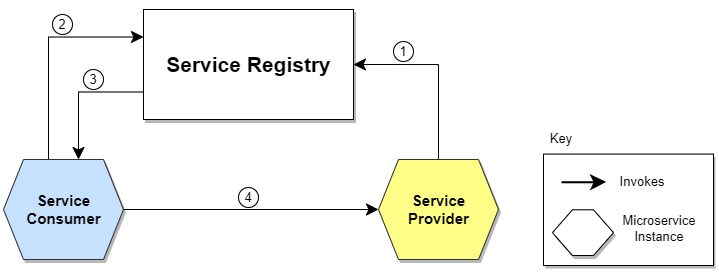 2
1
Service Registry
3
Key
Invokes
Service
Consumer
4
Service
Provider
Microservice
Instance